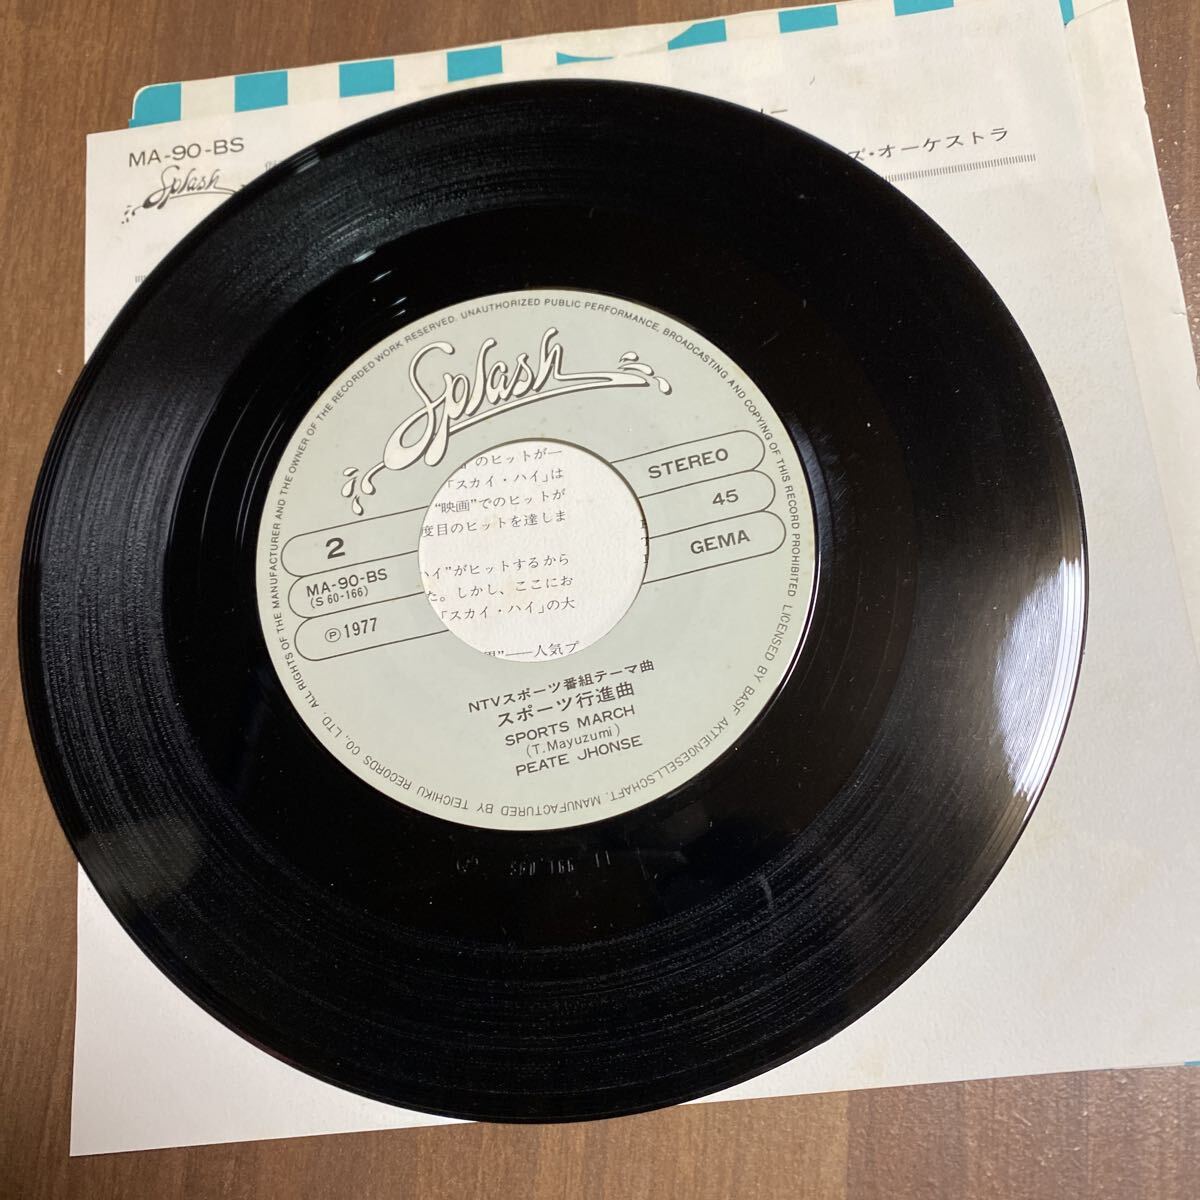 MA-90-BS
Splash
ズ・オーケストラ
ALL RIGHTS OF THE MANUFACTURER AND THE OWNER OF THE RECORDED WORK RESERVED. UNAUTHORIZED PUBLIC PERFORMANCE, BROADCASTING AND COPYING OF THIS RECORD PROHIBITED LICENSED BY BASF AKTIENGESELLSCHAFT, MANUFACTURED BY TEICHIKU RECORDS CO., LTD.
Splash
STEREO
45
GEMA
2
MA-90-BS
(S 60-166)
Ⓟ1977
のヒットが一
「スカイ・ハイ」は
"映画"でのヒットが
度目のヒットを達しま
ハイ"がヒットするから
た。しかし、ここにお
「スカイ・ハイ」の大
——人気プ
NTVスポーツ番組テーマ曲
スポーツ行進曲
SPORTS MARCH
(T. Mayuzumi)
PEATE JHONSE